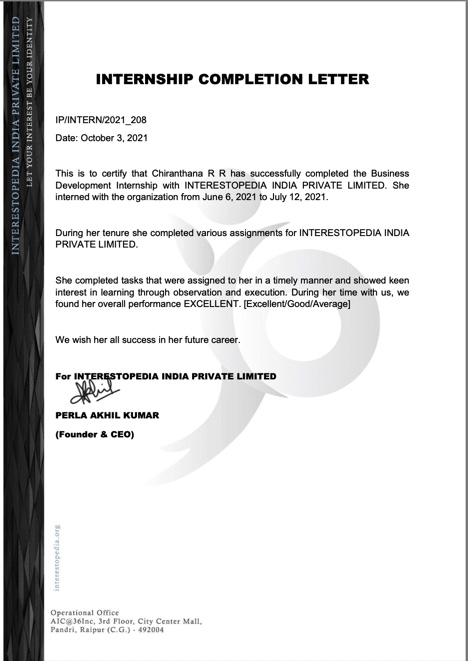 INTERESTOPEDIA INDIA PRIVATE LIMITED
LET YOUR INTEREST BE YOUR IDENTITY
INTERNSHIP COMPLETION LETTER
IP/INTERN/2021_208
Date: October 3, 2021
This is to certify that Chiranthana R R has successfully completed the Business
Development Internship with INTERESTOPEDIA INDIA PRIVATE LIMITED. She
interned with the organization from June 6, 2021 to July 12, 2021.
During her tenure she completed various assignments for INTERESTOPEDIA INDIA
PRIVATE LIMITED.
She completed tasks that were assigned to her in a timely manner and showed keen
interest in learning through observation and execution. During her time with us, we
found her overall performance EXCELLENT. [Excellent/Good/Average]
We wish her all success in her future career.
For INTERESTOPEDIA INDIA PRIVATE LIMITED
Akhil
PERLA AKHIL KUMAR
(Founder & CEO)
interestopedia.org
Operational Office
AIC@36Inc, 3rd Floor, City Center Mall,
Pandri, Raipur (C.G.) - 492004